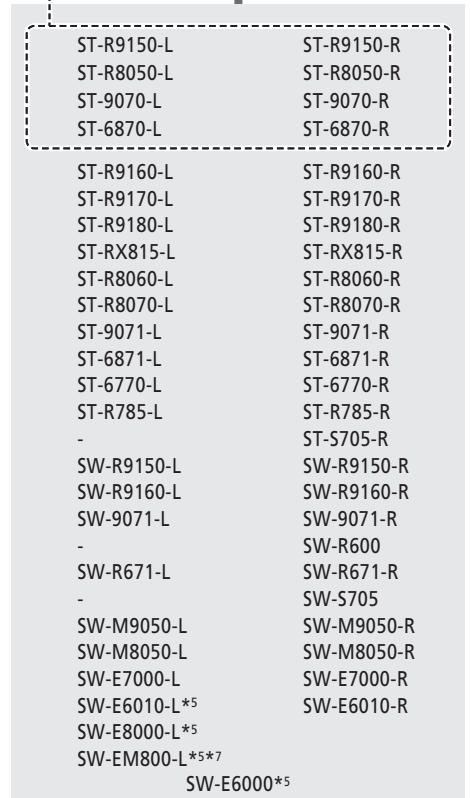 ST-R9150-L ST-R9150-R
ST-R8050-L ST-R8050-R
ST-9070-L ST-9070-R
ST-6870-L ST-6870-R
ST-R9160-L ST-R9160-R
ST-R9170-L ST-R9170-R
ST-R9180-L ST-R9180-R
ST-RX815-L ST-RX815-R
ST-R8060-L ST-R8060-R
ST-R8070-L ST-R8070-R
ST-9071-L ST-9071-R
ST-6871-L ST-6871-R
ST-6770-L ST-6770-R
ST-R785-L ST-R785-R
- ST-S705-R
SW-R9150-L SW-R9150-R
SW-R9160-L SW-R9160-R
SW-9071-L SW-9071-R
- SW-R600
SW-R671-L SW-R671-R
- SW-S705
SW-M9050-L SW-M9050-R
SW-M8050-L SW-M8050-R
SW-E7000-L SW-E7000-R
SW-E6010-L*5 SW-E6010-R
SW-E8000-L*5
SW-EM800-L*5*7
SW-E6000*5